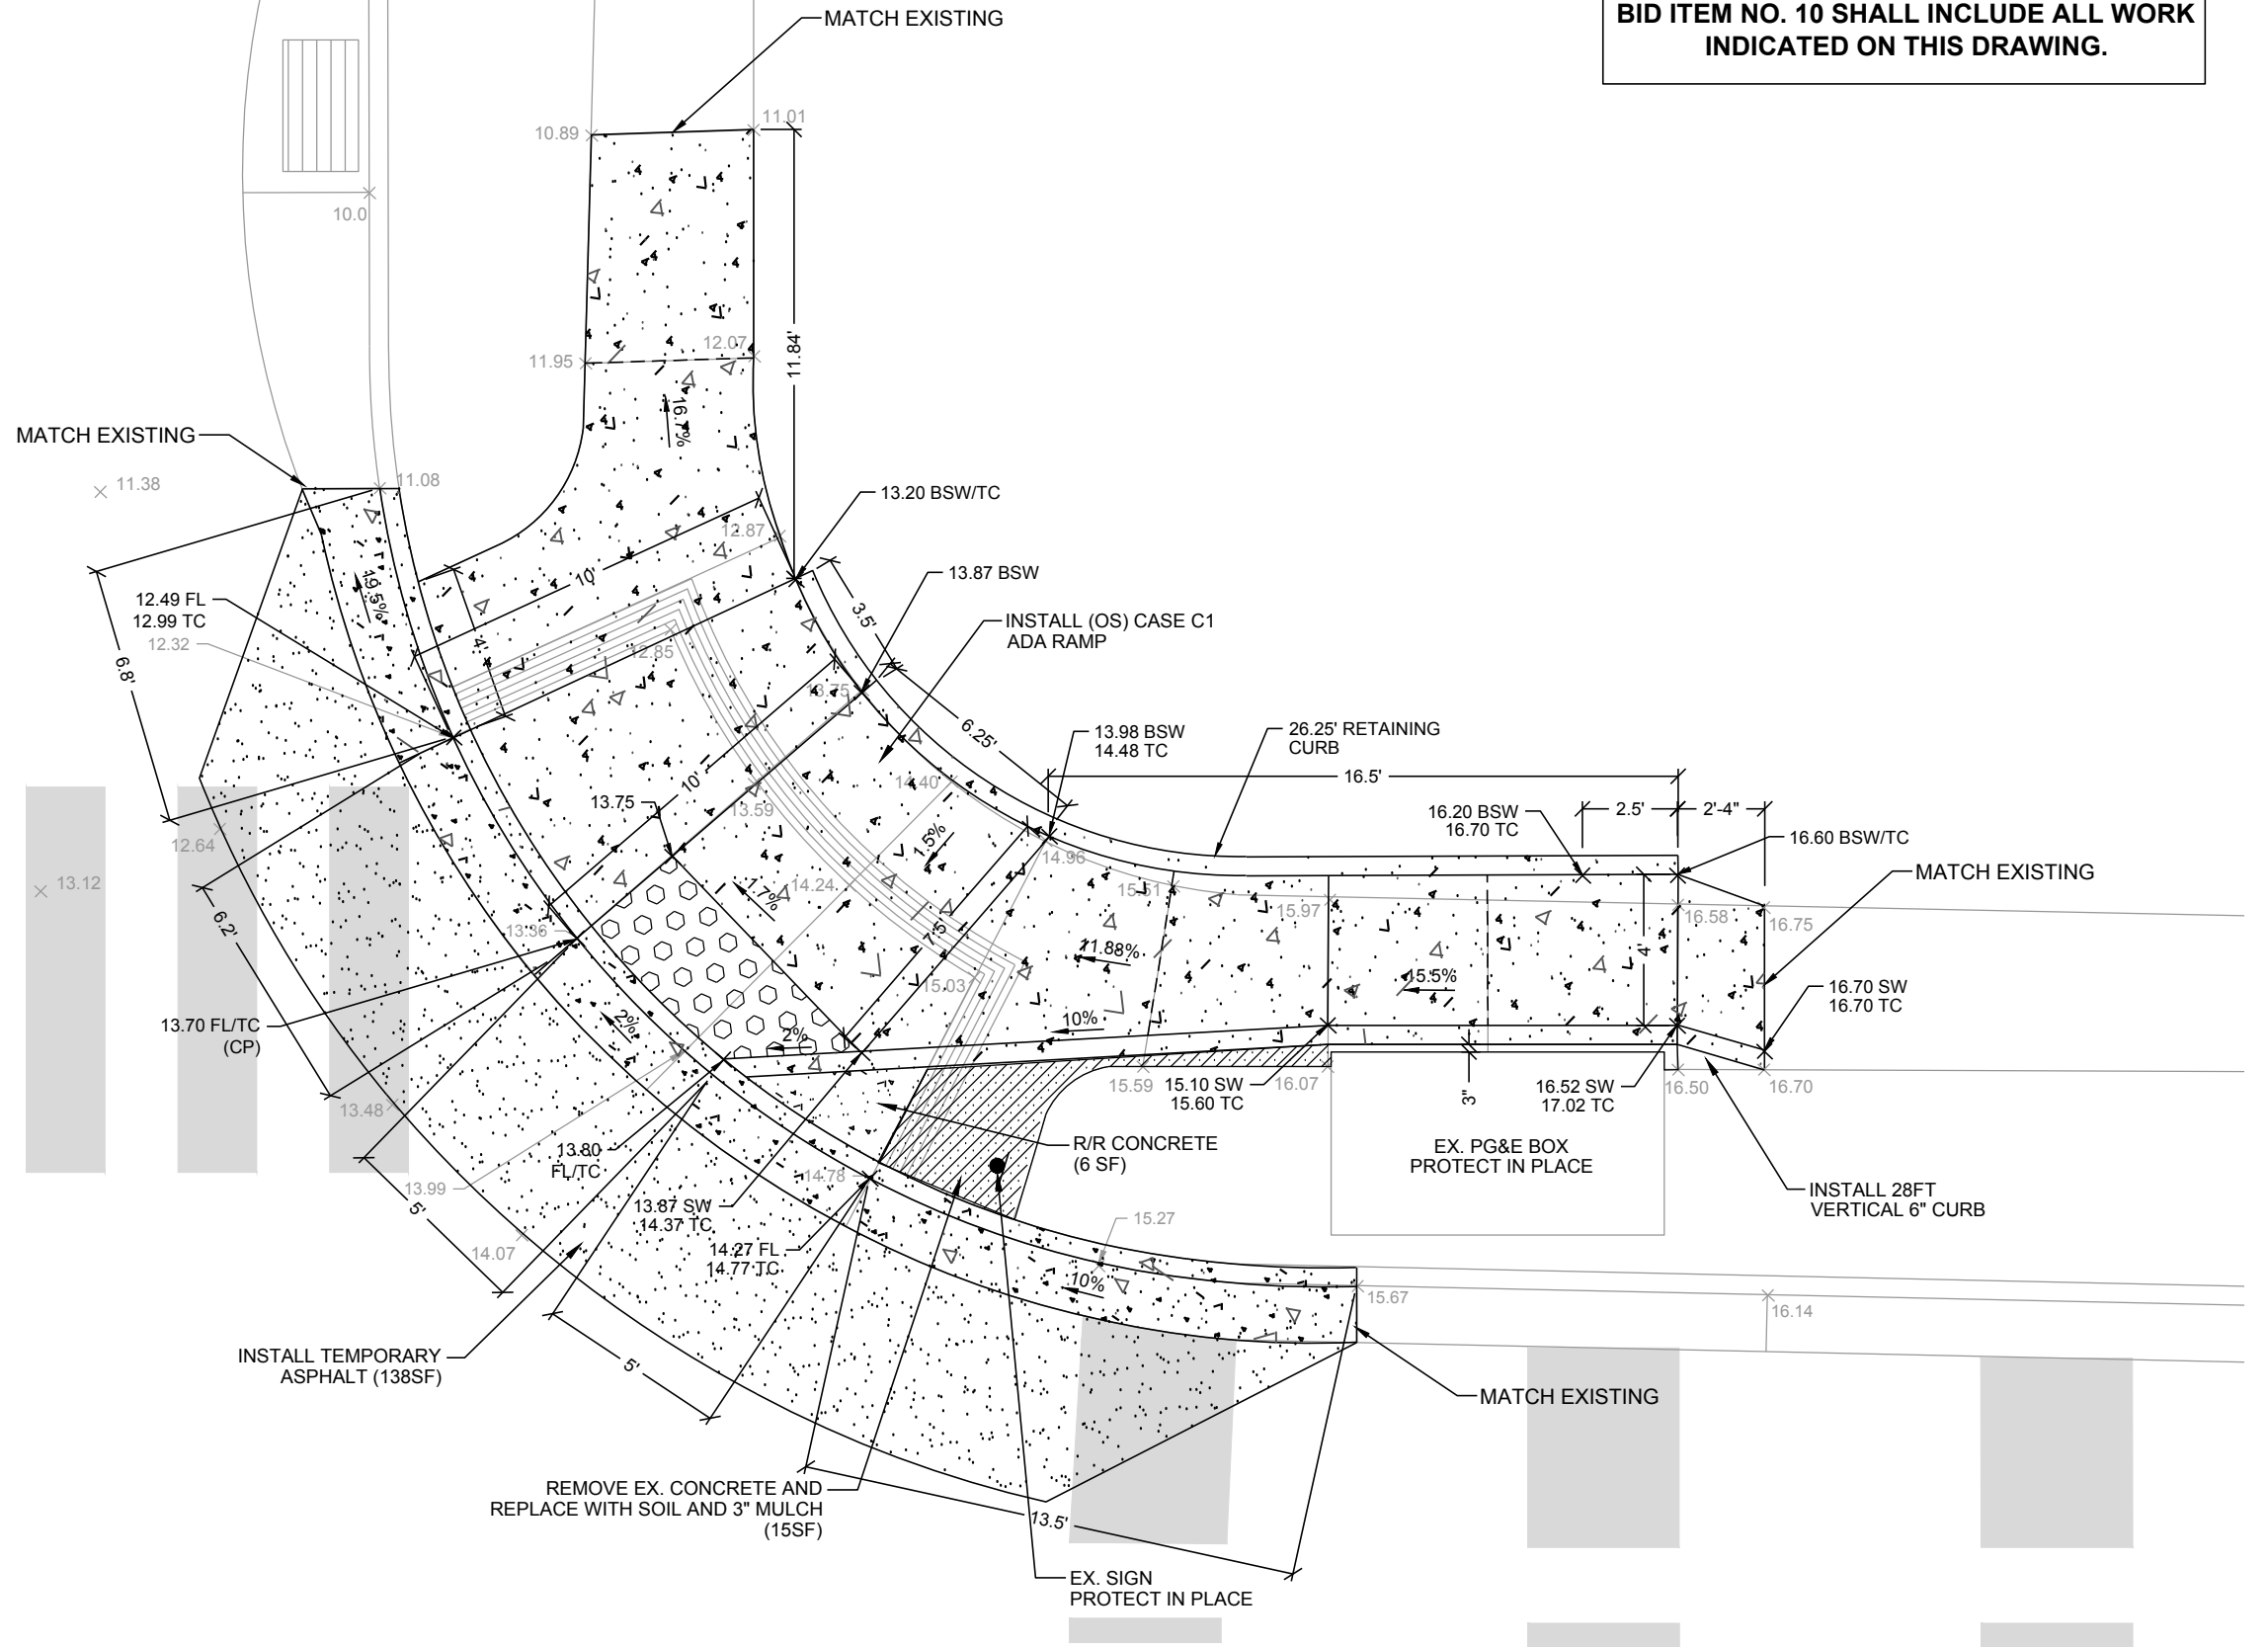 BID ITEM NO. 10 SHALL INCLUDE ALL WORK
INDICATED ON THIS DRAWING.
MATCH EXISTING
10.89
11.01
10.0
11.95
12.07
11.84'
16.7%
MATCH EXISTING
11.38
11.08
13.20 BSW/TC
12.87
10'
13.87 BSW
3.5'
19.5%
12.49 FL
12.99 TC
12.32
4'
12.85
INSTALL (OS) CASE C1
ADA RAMP
6.8'
13.75
6.25'
13.98 BSW
14.48 TC
26.25' RETAINING
CURB
16.5'
10'
14.40
13.75
13.59
16.20 BSW
16.70 TC
2.5'
2'-4"
16.60 BSW/TC
12.64
1.5%
14.96
MATCH EXISTING
13.12
14.24
1.7%
15.51
15.97
16.58
16.75
6.2'
13.36
7.5'
11.88%
4'
15.5%
15.03
16.70 SW
16.70 TC
13.70 FL/TC
(CP)
2%
2%
10%
15.59
15.10 SW
15.60 TC
16.07
3"
16.52 SW
17.02 TC
16.50
16.70
13.48
13.80
FL/TC
R/R CONCRETE
(6 SF)
EX. PG&E BOX
PROTECT IN PLACE
14.78
13.99
5'
13.87 SW
14.37 TC
INSTALL 28FT
VERTICAL 6" CURB
15.27
14.07
14.27 FL
14.77 TC
10%
15.67
16.14
INSTALL TEMPORARY
ASPHALT (138SF)
5'
MATCH EXISTING
REMOVE EX. CONCRETE AND
REPLACE WITH SOIL AND 3" MULCH
(15SF)
13.5'
EX. SIGN
PROTECT IN PLACE